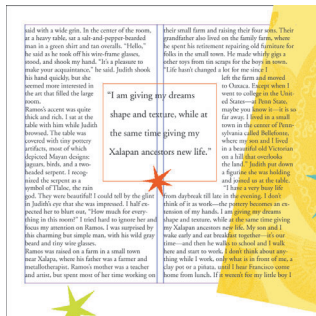 said with a wide grin. In the center of the room,
at a heavy table, sat a salt-and-pepper-bearded
man in a green shirt and tan overalls. "Hello,"
he said as he took off his wire-frame glasses,
mood, and shook my hand. "It's a pleasure to
make your acquaintance," he said. Judith shook
his hand quickly, but she
seemed more interested in
the art that filled the large
room.
Ramos's accent was quite
thick and rich. I sat at the
table with him while Judith
browsed. The table was
covered with tiny pottery
artifacts, most of which
depicted Mayan designs:
jaguars, birds, and a two-
headed serpent. I recog-
nized the serpent as a
symbol of Tlaloc, the rain
god. They were beautiful! I could tell by the glint
in Judith's eye that she was impressed. I half ex-
pected her to blurt out, "How much for every-
thing in this room?" I tried hard to ignore her and
focus my attention on Ramos. I was surprised by
this charming but simple man, with his wild gray
beard and tiny wire glasses.
Ramos was raised on a farm in a small town
near Xalapa, where his father was a farmer and
metallotherapist. Ramos's mother was a teacher
and artist, but spent most of her time working on
"I am giving my dreams
shape and texture, while at
the same time giving my
Xalapan ancestors new life."
their small farm and raising their four sons. Their
grandfather also lived on the family farm, where
he spent his retirement repairing old furniture for
folks in the small town. He made whirly gigs a
other toys from tin scraps for the boys in town.
"Life hasn't changed a lot for me since I
left the farm and moved
to Oaxaca. Except when I
went to college in the Unit-
ed States—at Penn State,
maybe you know it—it is so
far away. I lived in a small
town in the center of Penn-
sylvania called Bellefonte,
where my son and I lived
in a beautiful old Victorian
on a hill that overlooks
the land." Judith put down
a figurine she was holding
and joined us at the table.
"I have a very busy life
from daybreak till late in the evening. I don't
think of it as work—the pottery becomes an ex-
tension of my hands. I am giving my dreams
shape and texture, while at the same time giving
my Xalapan ancestors new life. My son and I
wake early and eat breakfast together—it's our
time—and then he walks to school and I walk
here and start to work. I don't think about any-
thing while I work, only what is in front of me, a
clay pot or a piñata, until I hear Francisco come
home from lunch. If it weren't for my little boy I